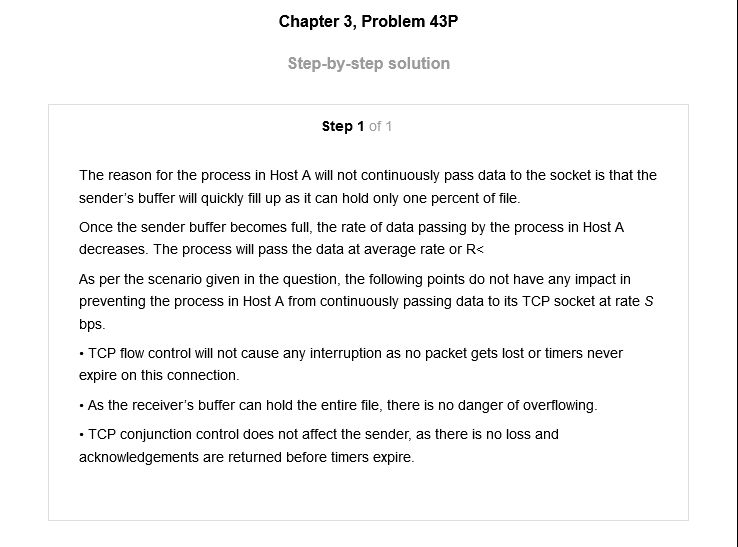 Chapter 3, Problem 43P
Step-by-step solution
Step 1 of 1
The reason for the process in Host A will not continuously pass data to the socket is that the
sender's buffer will quickly fill up as it can hold only one percent of file.
Once the sender buffer becomes full, the rate of data passing by the process in Host A
decreases. The process will pass the data at average rate or R<
As per the scenario given in the question, the following points do not have any impact in
preventing the process in Host A from continuously passing data to its TCP socket at rate S
bps.
• TCP flow control will not cause any interruption as no packet gets lost or timers never
expire on this connection.
• As the receiver's buffer can hold the entire file, there is no danger of overflowing.
• TCP conjunction control does not affect the sender, as there is no loss and
acknowledgements are returned before timers expire.